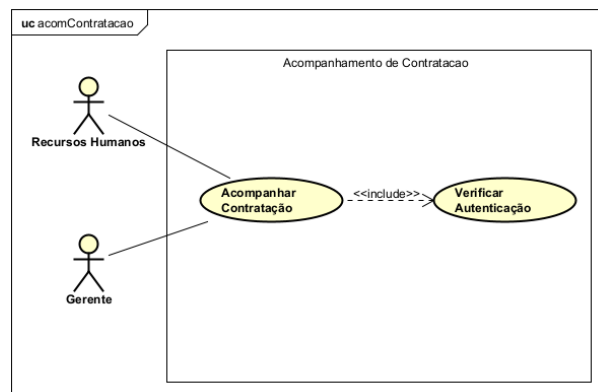 uc acomContratacao
Acompanhamento de Contratacao
Recursos Humanos
Acompanhar
Contratação
<<include>>
Verificar
Autenticação
Gerente